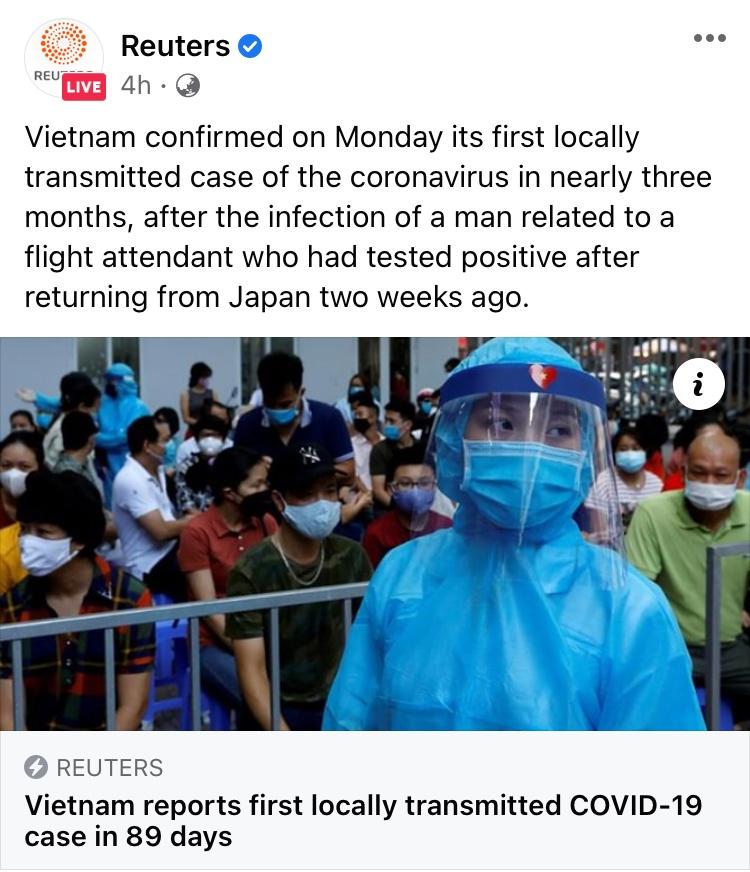 Reuters
REU
LIVE
4h ·
Vietnam confirmed on Monday its first locally
transmitted case of the coronavirus in nearly three
months, after the infection of a man related to a
flight attendant who had tested positive after
returning from Japan two weeks ago.
i
NY
REUTERS
Vietnam reports first locally transmitted COVID-19
case in 89 days